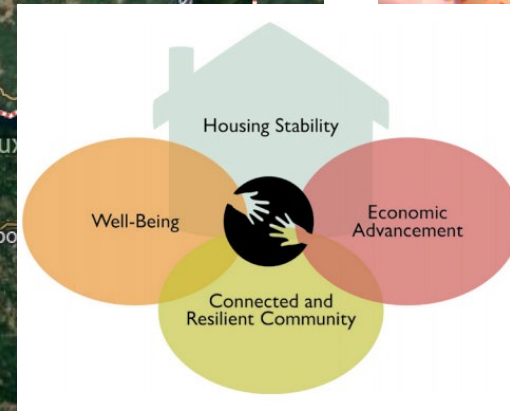 Housing Stability
Well-Being
Economic
Advancement
Connected and
Resilient Community